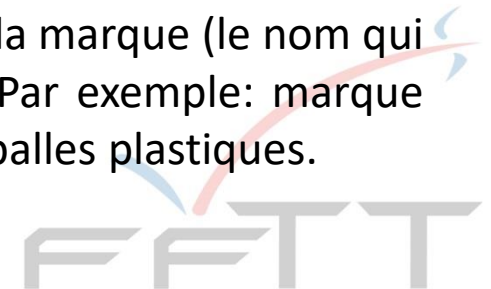 la marque (le nom qui
Par exemple: marque
balles plastiques.
FFTT